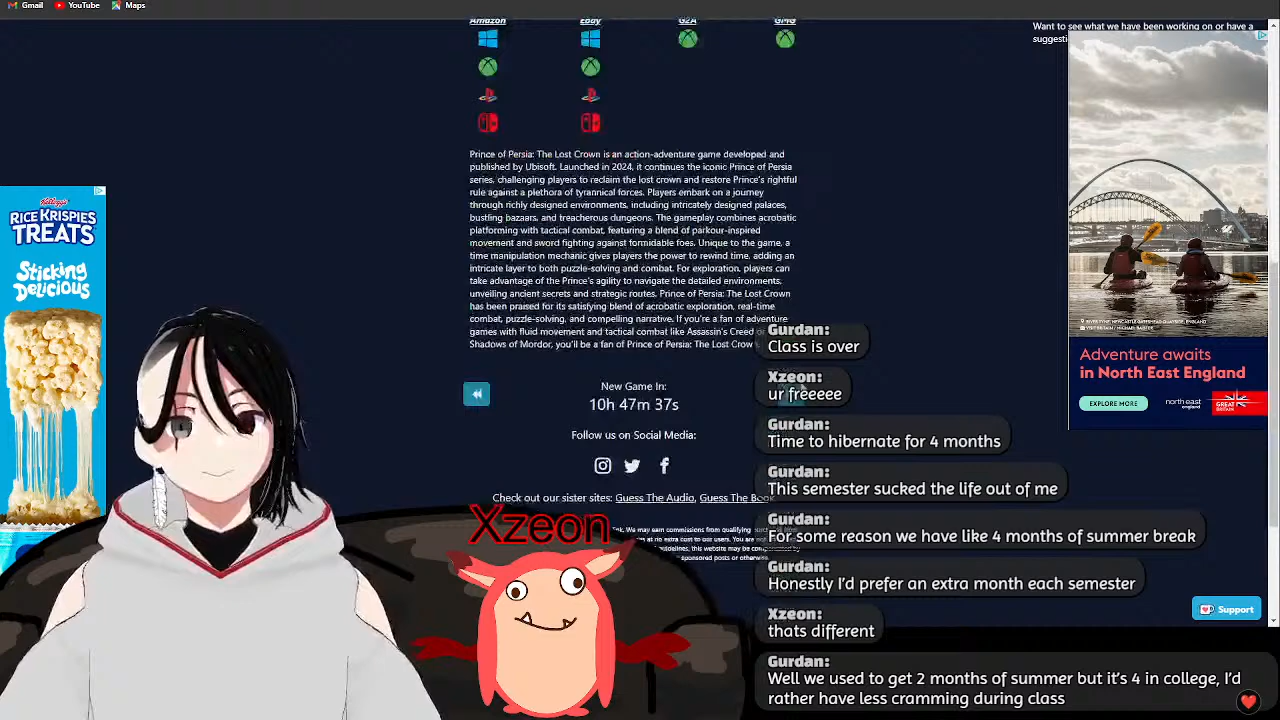 Gmail
YouTube
Maps
Amazon
Ebay
G2A
GMG
Want to see what we have been working on or have a
Kellogg's
RICE KRISPIES
TREATS
Sticking
Delicious
Prince of Persia: The Lost Crown is an action-adventure game developed and
published by Ubisoft. Launched in 2024, it continues the iconic Prince of Persia
series, challenging players to reclaim the lost crown and restore Prince's rightful
rule against a plethora of tyrannical forces. Players embark on a journey
through richly designed environments, including intricately designed palaces,
bustling bazaars, and treacherous dungeons. The gameplay combines acrobatic
platforming with tactical combat, featuring a blend of parkour-inspired
movement and sword fighting against formidable foes. Unique to the game, a
time manipulation mechanic gives players the power to rewind time, adding an
intricate layer to both puzzle-solving and combat. For exploration, players can
take advantage of the Prince's agility to navigate the detailed environments,
unveiling ancient secrets and strategic routes. Prince of Persia: The Lost Crown
has been praised for its satisfying blend of acrobatic exploration, real-time
combat, puzzle-solving, and compelling narrative. If you're a fan of adventure
games with fluid movement and tactical combat like Assassin's Creed or
Shadows of Mordor, you'll be a fan of Prince of Persia: The Lost Crow
New Game In:
10h 47m 37s
Follow us on Social Media:
Check out our sister sites: Guess The Audio, Guess The Book
Adventure awaits
in North East England
EXPLORE MORE
north east
england
GREAT
Support
Xzeon
Gurdan:
Class is over
Xzeon:
ur freeeee
Gurdan:
Time to hibernate for 4 months
Gurdan:
This semester sucked the life out of me
Gurdan:
For some reason we have like 4 months of summer break
Gurdan:
Honestly I'd prefer an extra month each semester
Xzeon:
thats different
Gurdan:
Well we used to get 2 months of summer but it's 4 in college, I'd
rather have less cramming during class